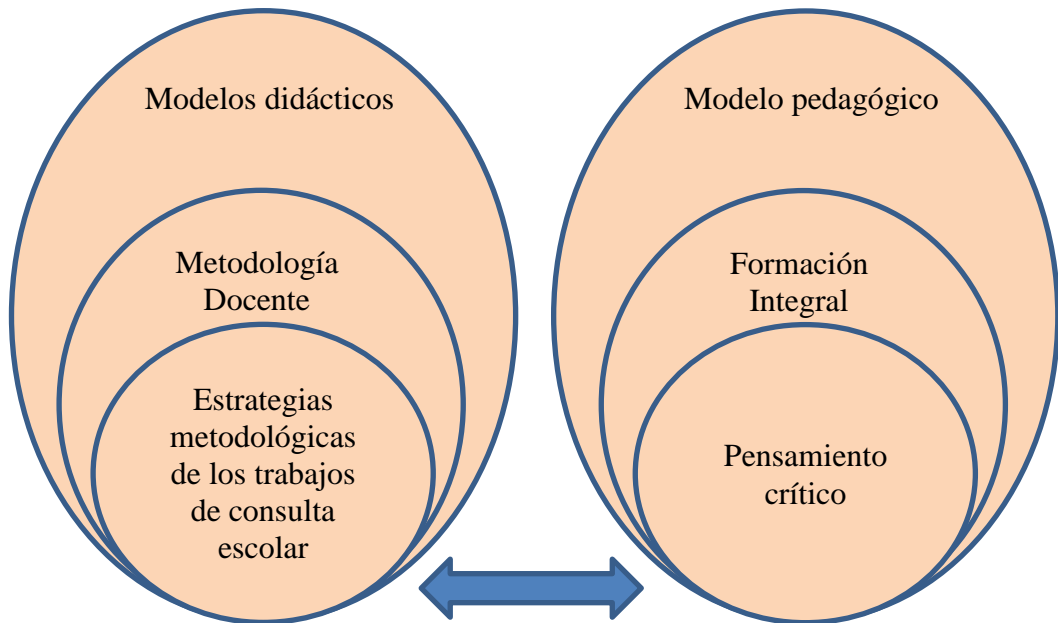 Modelos didácticos
Metodología
Docente
Estrategias
metodológicas
de los trabajos
de consulta
escolar
Modelo pedagógico
Formación
Integral
Pensamiento
crítico